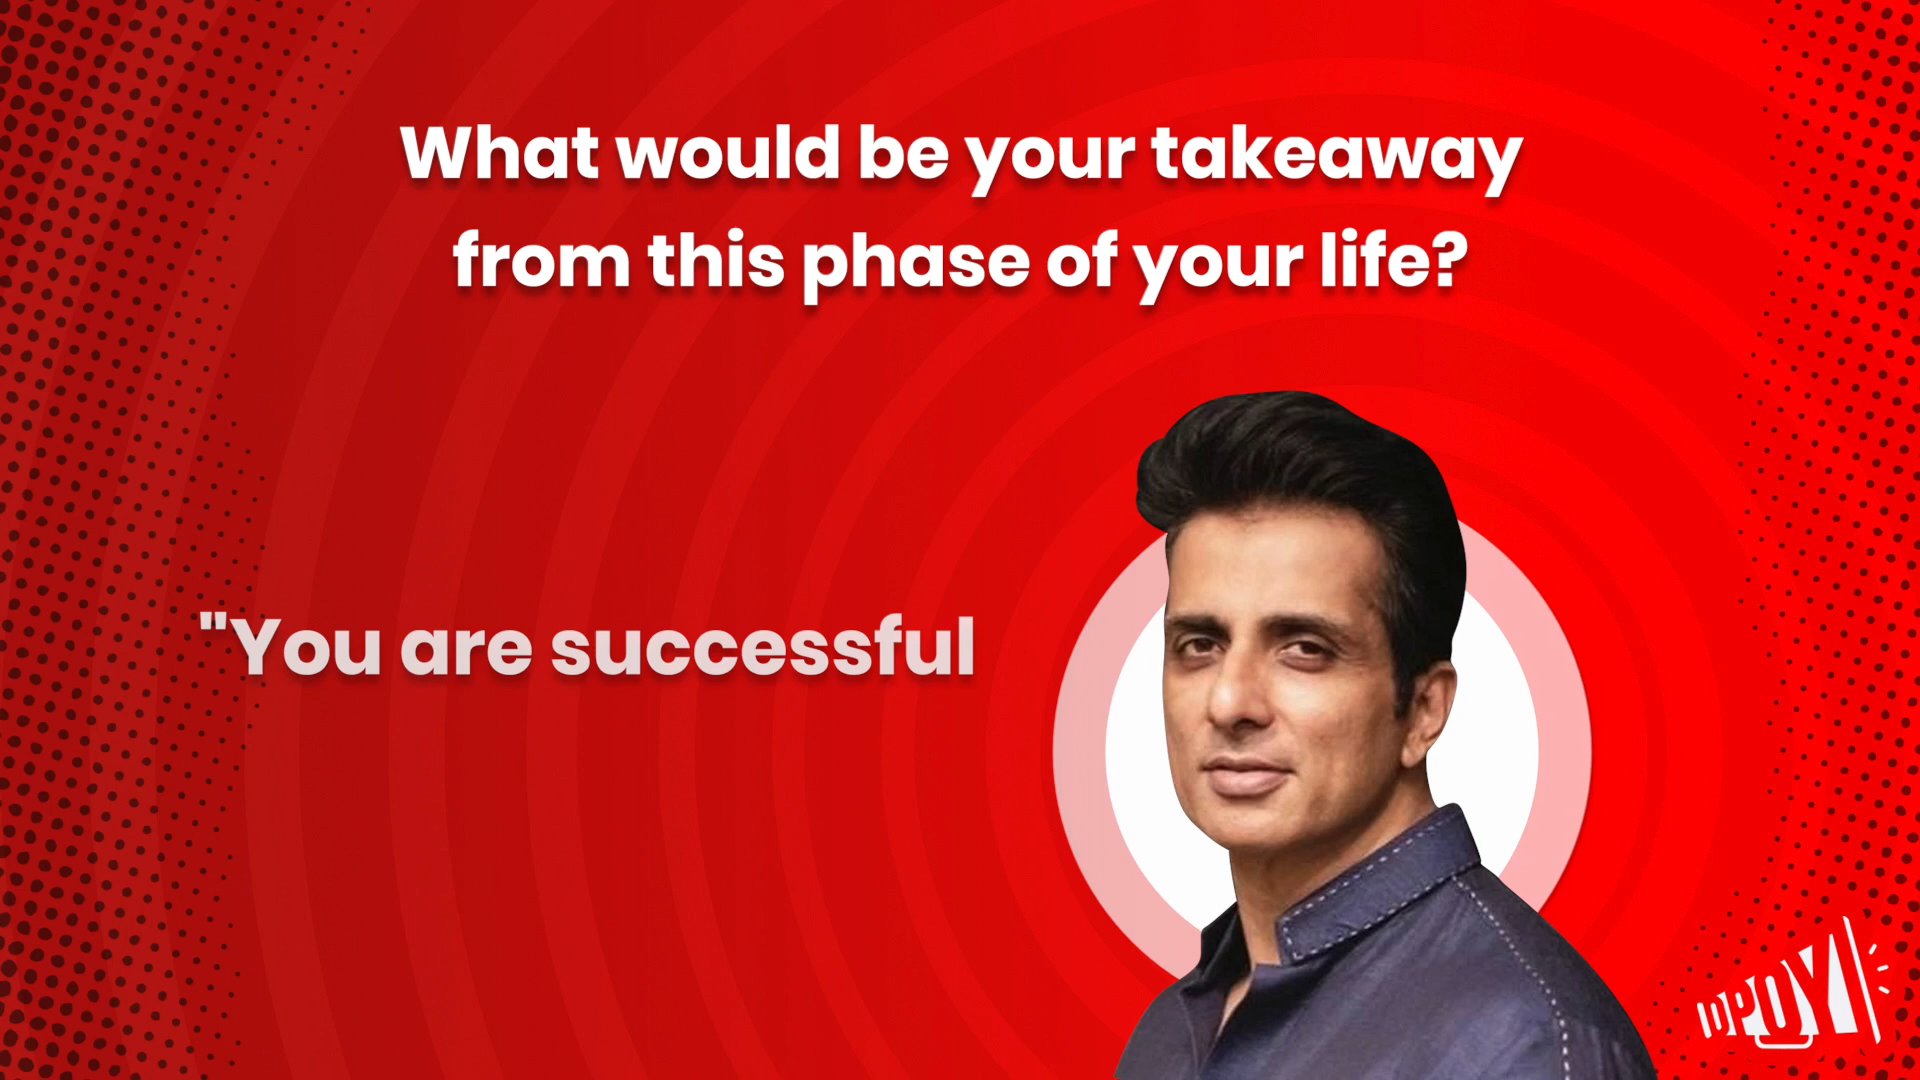 What would be your takeaway
from this phase of your life?
"You are successful